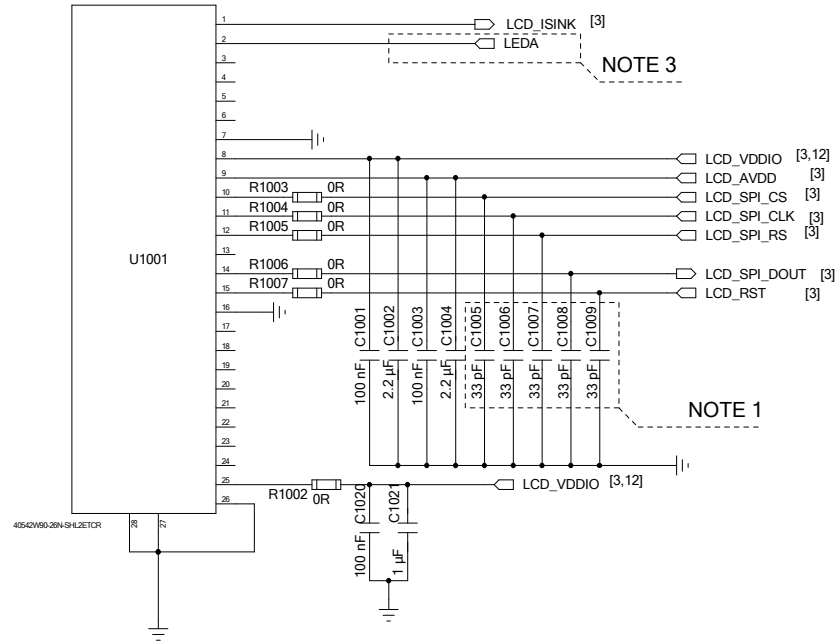 1
LCD_ISINK [3]
2
LEDA
NOTE 3
3
4
5
6
7
8
LCD_VDDIO [3,12]
9
LCD_AVDD [3]
10
R1003 0R
LCD_SPI_CS [3]
11
R1004 0R
LCD_SPI_CLK [3]
12
R1005 0R
LCD_SPI_RS [3]
U1001
13
14
R1006 0R
LCD_SPI_DOUT [3]
15
R1007 0R
LCD_RST [3]
16
17
18
19
20
21
22
23
24
C1001
100 nF
C1002
2.2 µF
C1003
100 nF
C1004
2.2 µF
C1005
33 pF
C1006
33 pF
C1007
33 pF
C1008
33 pF
C1009
33 pF
NOTE 1
25
R1002 0R
LCD_VDDIO [3,12]
26
C1020
100 nF
C1021
1 µF
28
27
40542W90-26N-SHL2ETCR